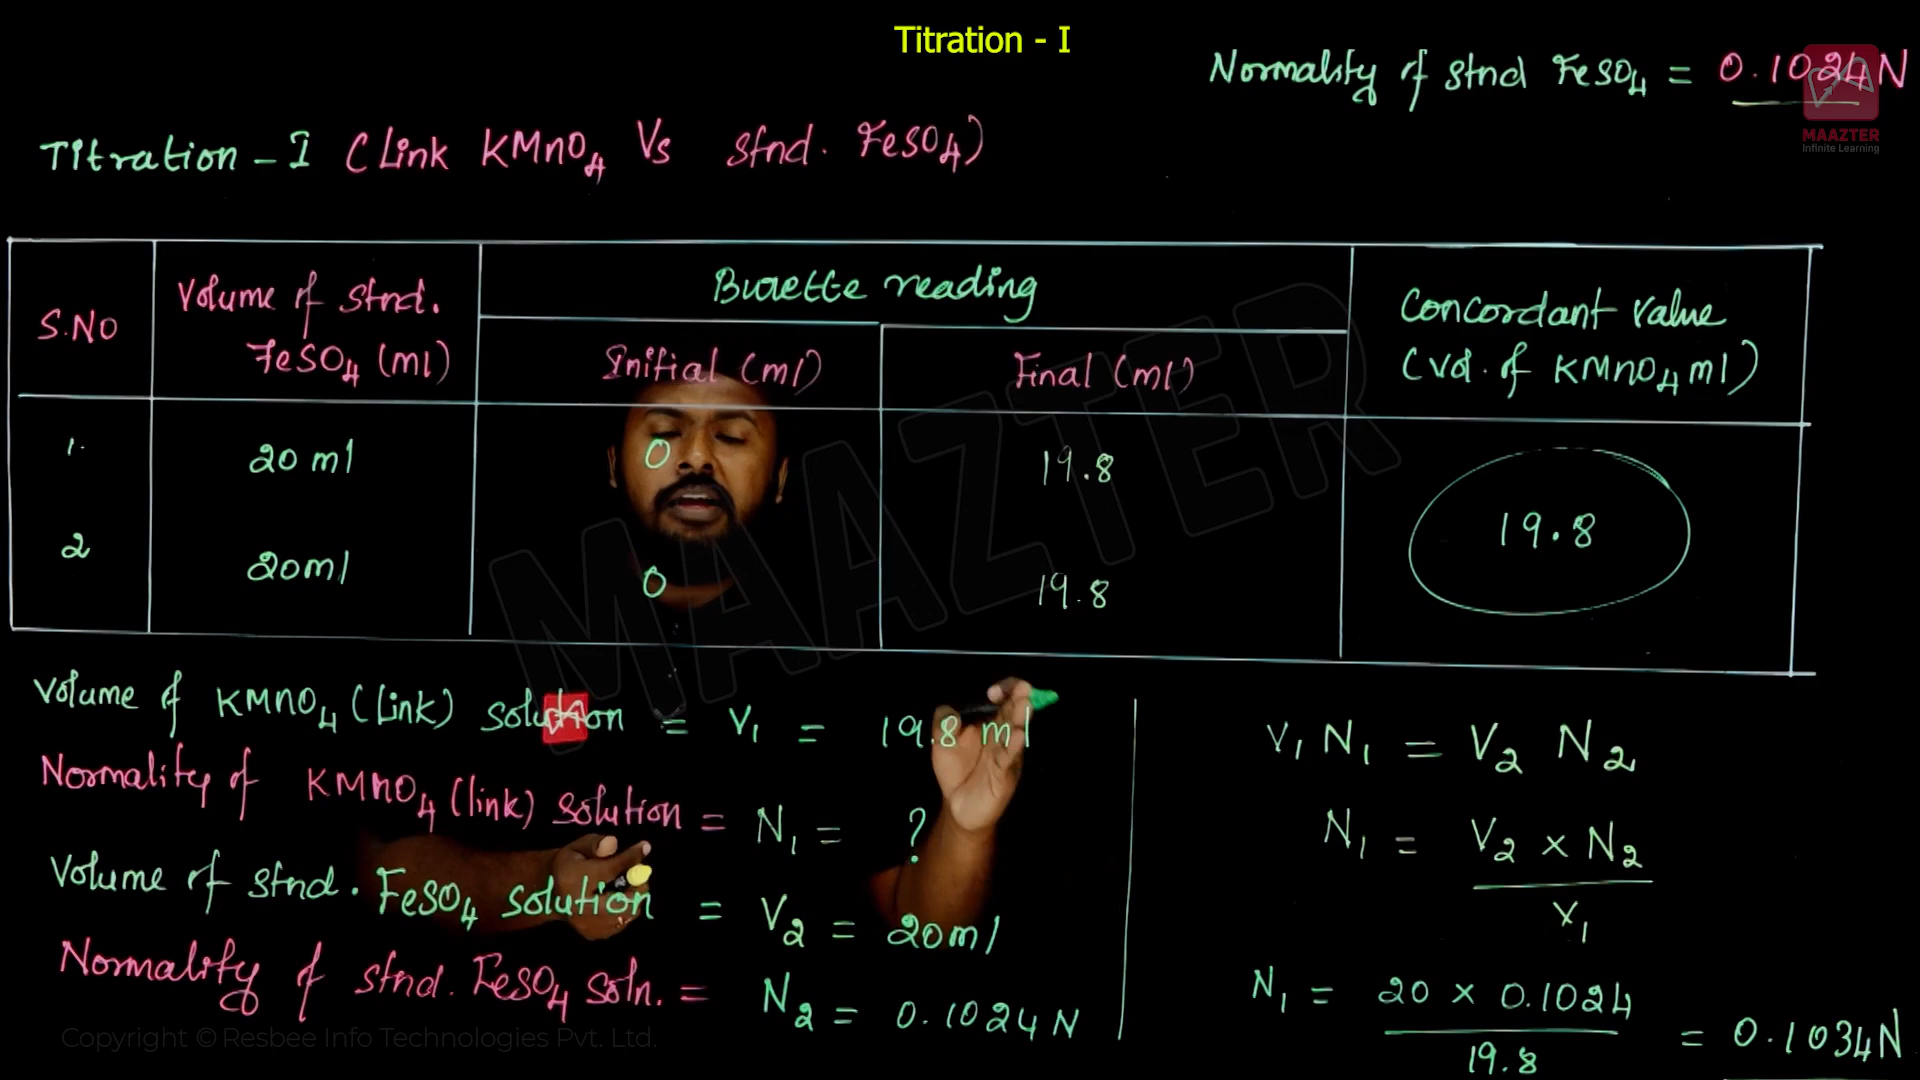 Titration - I
Normality of stnd FeSO4 = 0.1024 N
MAAZTER
Infinite Learning
Titration - I (Link KMnO4 Vs stnd. FeSO4)
S.NO
Volume of stnd.
FeSO4 (ml)
Burette reading
Initial (ml)
Final (ml)
Concordant Value
(Vol. of KMnO4 ml)
1. 20 ml 0 19.8
19.8
2 20ml 0 19.8
MAAZTER
Volume of KMnO4 (Link) solution = V1 = 19.8 ml
Normality of KMnO4 (link) solution = N1 = ?
Volume of stnd. FeSO4 solution = V2 = 20ml
Normality of stnd. FeSO4 soln. = N2 = 0.1024 N
V1 N1 = V2 N2
N1 = V2 x N2
V1
N1 = 20 x 0.1024
19.8
= 0.1034 N
Copyright © Resbee Info Technologies Pvt. Ltd.